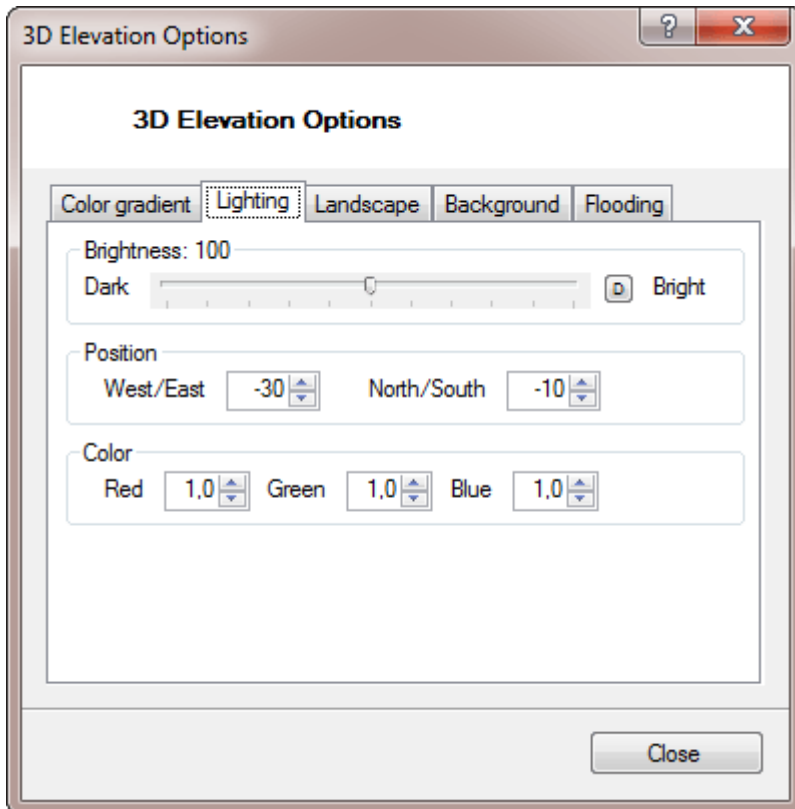 3D Elevation Options ?
3D Elevation Options
Color gradient Lighting Landscape Background Flooding
Brightness: 100
Dark D Bright
Position
West/East -30 North/South -10
Color
Red 1,0 Green 1,0 Blue 1,0
Close